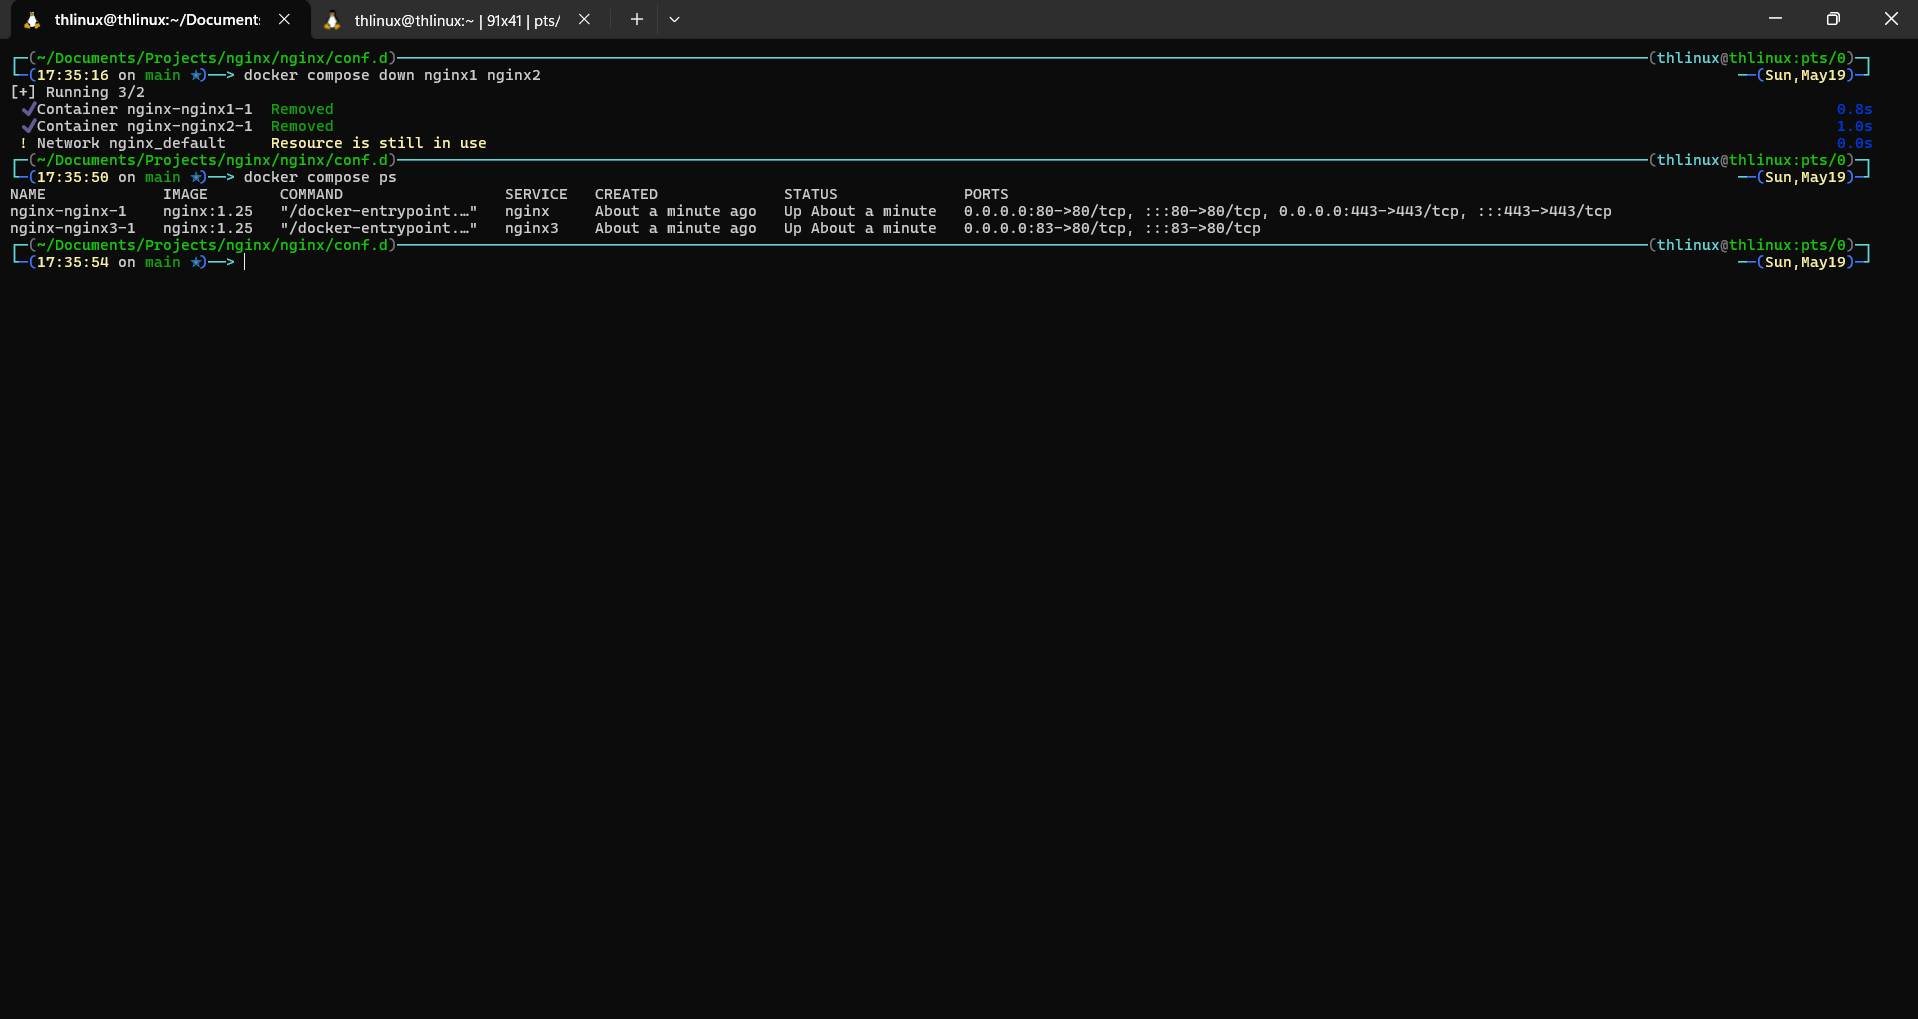 thlinux@thlinux:~/Document:
thlinux@thlinux:~ | 91x41 | pts/
(~/Documents/Projects/nginx/nginx/conf.d) (thlinux@thlinux:pts/0)
(17:35:16 on main ★)──> docker compose down nginx1 nginx2 (Sun,May19)
[+] Running 3/2
✔Container nginx-nginx1-1 Removed 0.8s
✔Container nginx-nginx2-1 Removed 1.0s
! Network nginx_default Resource is still in use 0.0s
(~/Documents/Projects/nginx/nginx/conf.d) (thlinux@thlinux:pts/0)
(17:35:50 on main ★)──> docker compose ps (Sun,May19)
NAME IMAGE COMMAND SERVICE CREATED STATUS PORTS
nginx-nginx-1 nginx:1.25 "/docker-entrypoint.…" nginx About a minute ago Up About a minute 0.0.0.0:80->80/tcp, :::80->80/tcp, 0.0.0.0:443->443/tcp, :::443->443/tcp
nginx-nginx3-1 nginx:1.25 "/docker-entrypoint.…" nginx3 About a minute ago Up About a minute 0.0.0.0:83->80/tcp, :::83->80/tcp
(~/Documents/Projects/nginx/nginx/conf.d) (thlinux@thlinux:pts/0)
(17:35:54 on main ★)──> (Sun,May19)